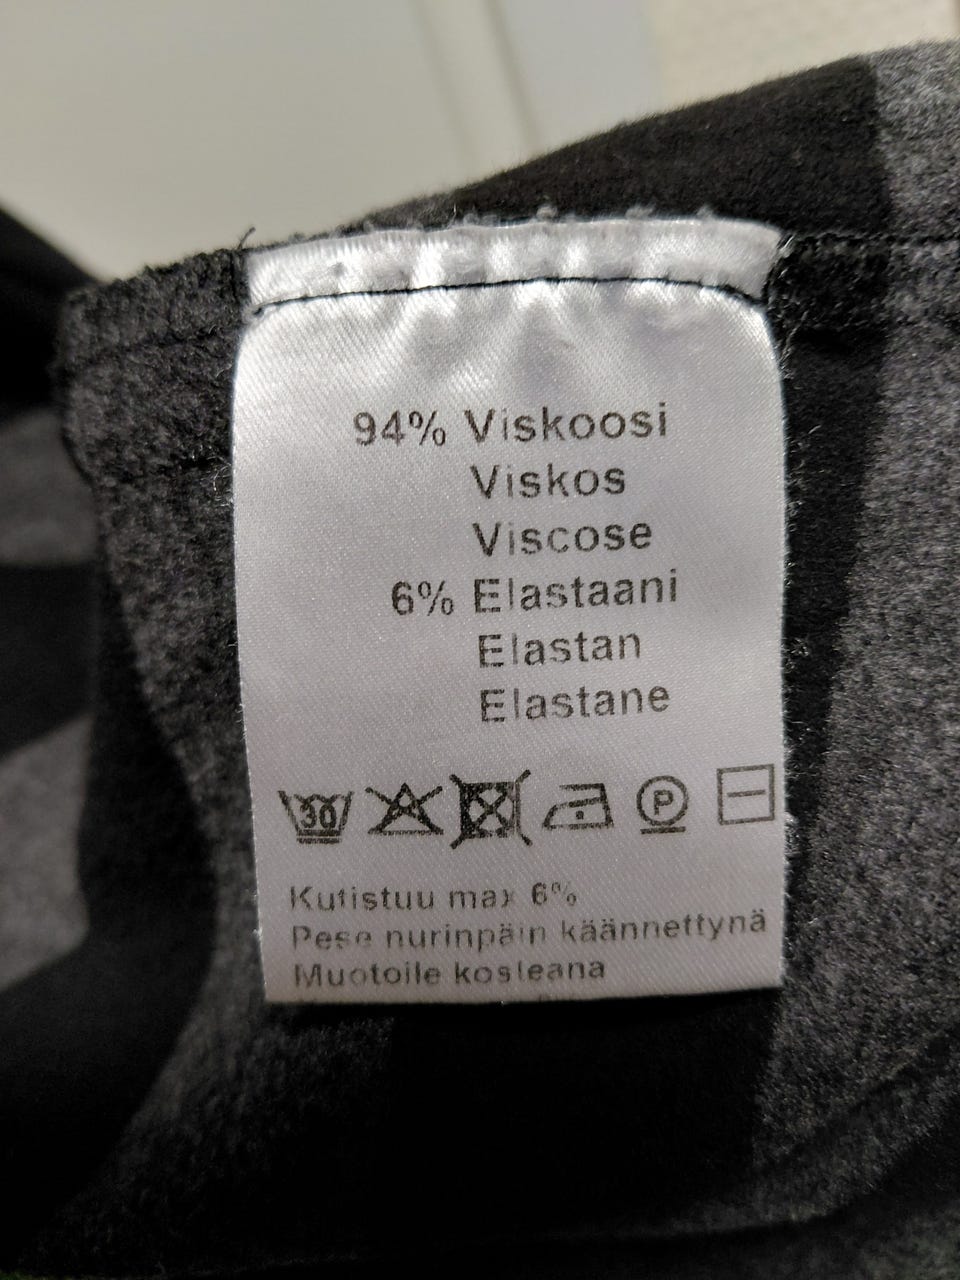 94% Viskoosi
Viskos
Viscose
6% Elastaani
Elastan
Elastane
30
P
Kutistuu max 6%
Pese nurinpäin käännettynä
Muotoile kosteana